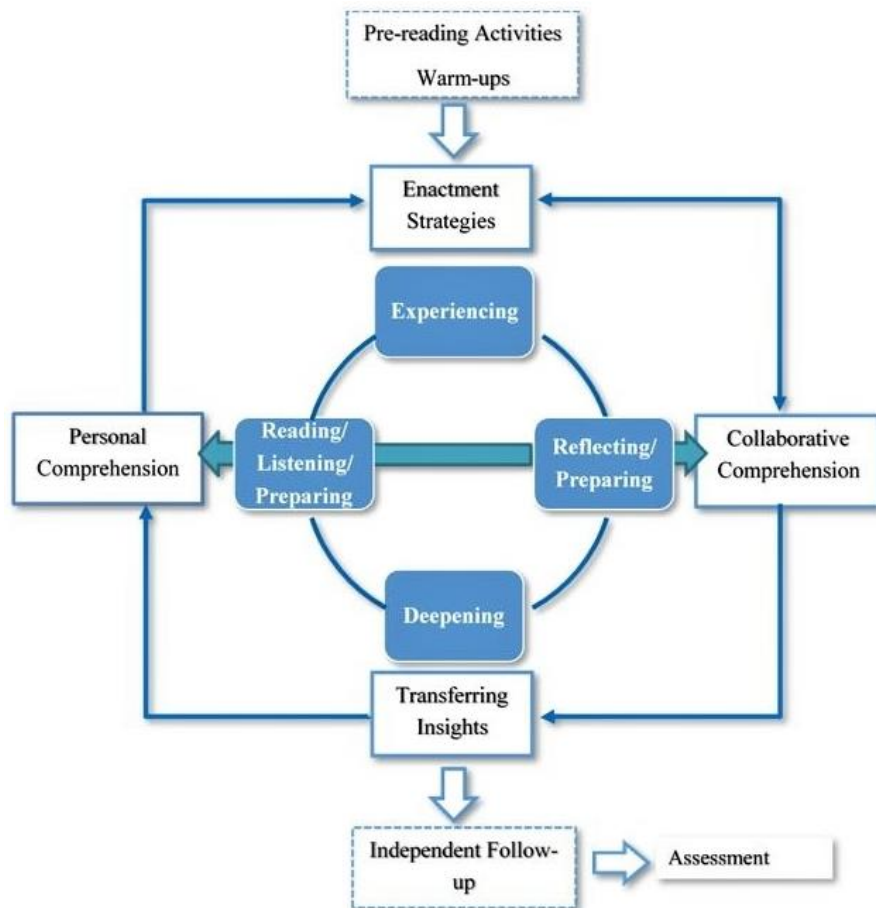 Pre-reading Activities
Warm-ups
Enactment
Strategies
Experiencing
Personal
Comprehension
Reading/
Listening/
Preparing
Reflecting/
Preparing
Collaborative
Comprehension
Deepening
Transferring
Insights
Independent Follow-
up
Assessment